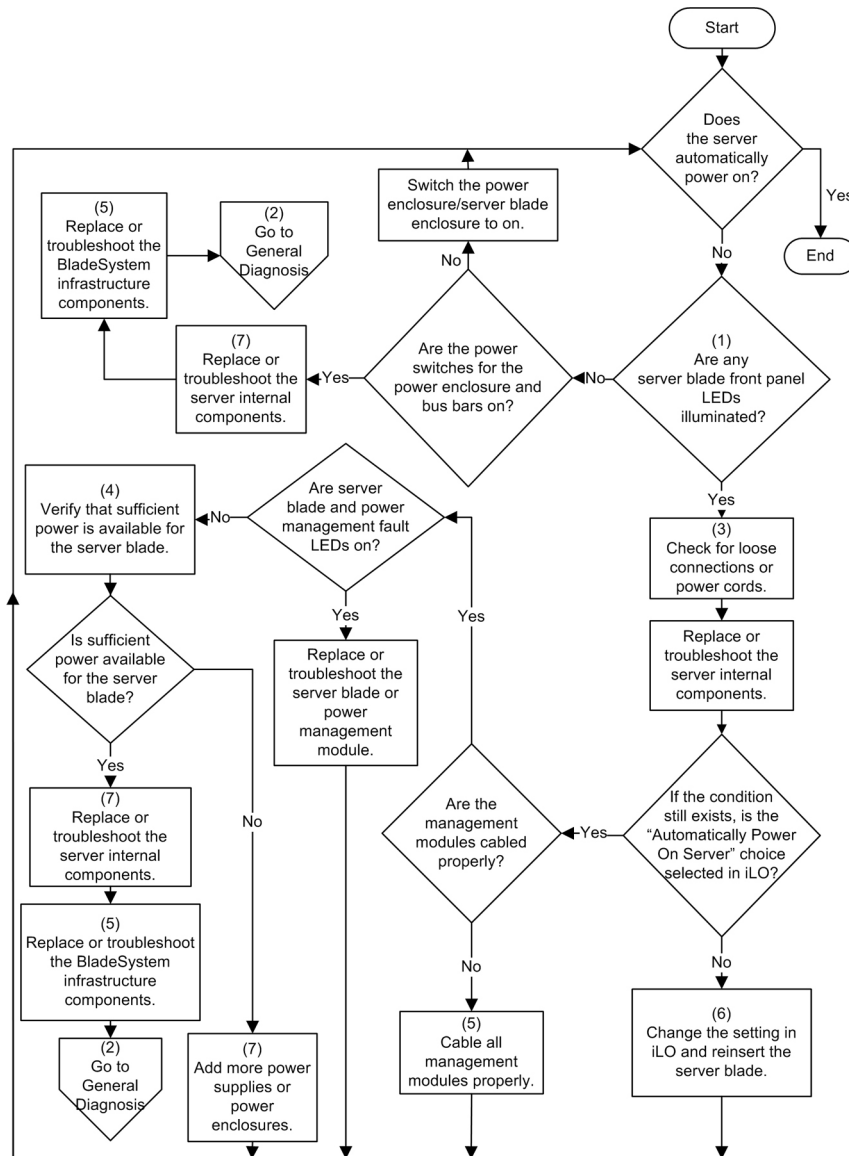 Start
Does
the server
automatically
power on?
Yes
End
No
Switch the power
enclosure/server blade
enclosure to on.
No
(5)
Replace or
troubleshoot the
BladeSystem
infrastructure
components.
(2)
Go to
General
Diagnosis
(7)
Replace or
troubleshoot the
server internal
components.
Yes
Are the power
switches for the
power enclosure and
bus bars on?
No
(1)
Are any
server blade front panel
LEDs
illuminated?
Yes
(4)
Verify that sufficient
power is available for
the server blade.
No
Are server
blade and power
management fault
LEDs on?
Yes
Yes
(3)
Check for loose
connections or
power cords.
Replace or
troubleshoot the
server internal
components.
Is sufficient
power available
for the server
blade?
Yes
No
Replace or
troubleshoot the
server blade or
power
management
module.
Are the
management
modules cabled
properly?
Yes
If the condition
still exists, is the
“Automatically Power
On Server” choice
selected in iLO?
No
No
(7)
Replace or
troubleshoot the
server internal
components.
(5)
Replace or troubleshoot
the BladeSystem
infrastructure
components.
(2)
Go to
General
Diagnosis
(7)
Add more power
supplies or
power
enclosures.
(5)
Cable all
management
modules properly.
(6)
Change the setting in
iLO and reinsert the
server blade.